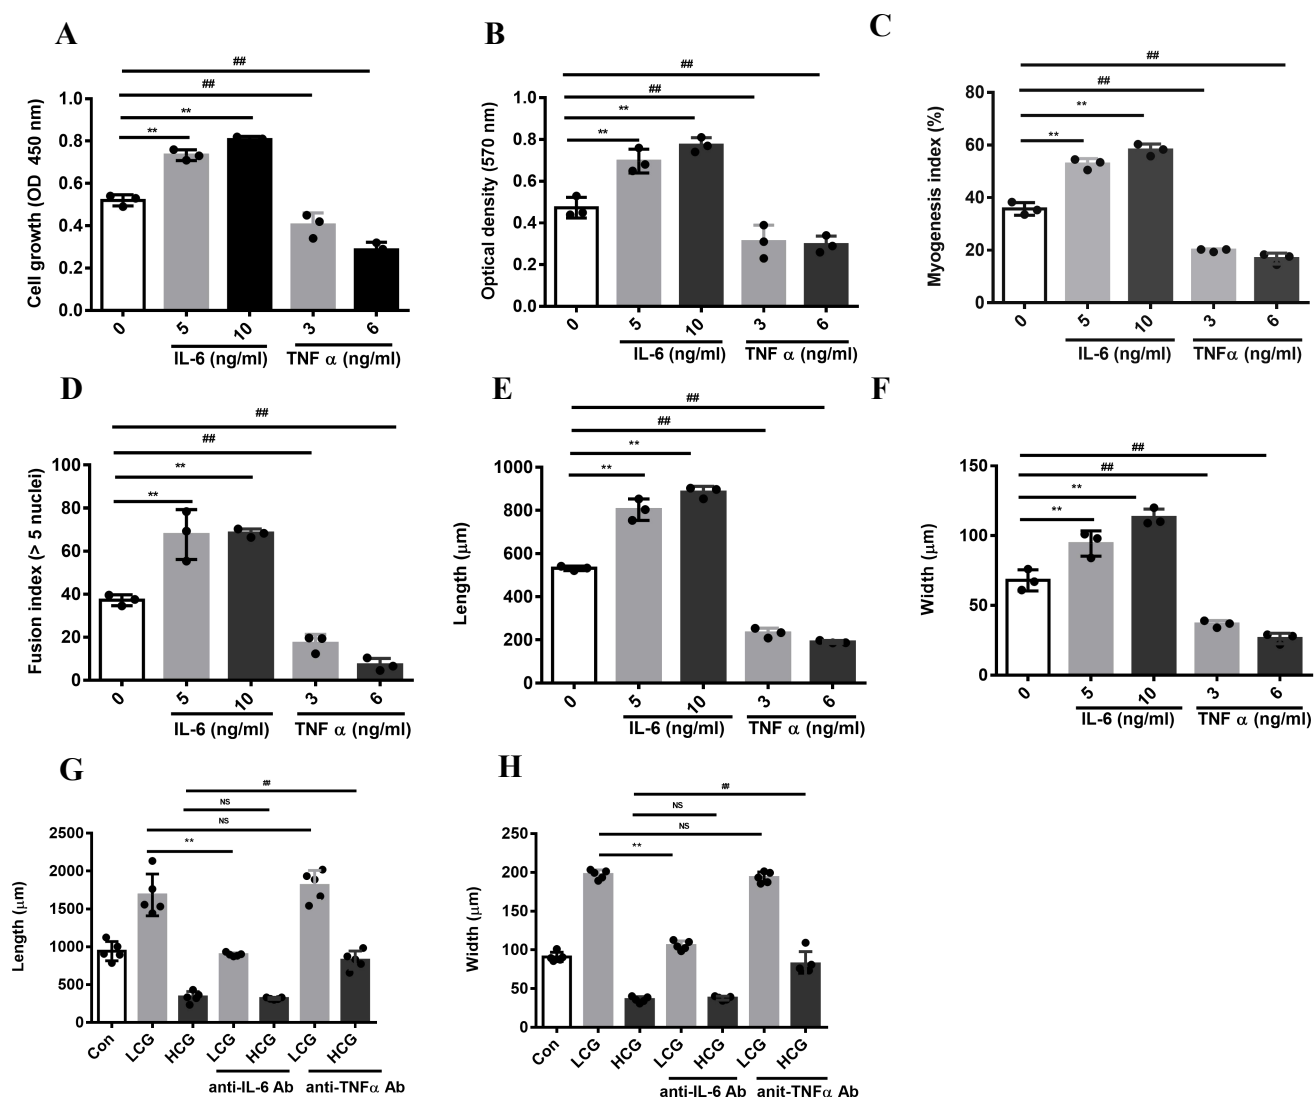 A
##
##
**
**
Cell growth (OD 450 nm)
1.0
0.8
0.6
0.4
0.2
0.0
0
5
10
3
6
IL-6 (ng/ml)
TNF α (ng/ml)
B
##
##
**
**
Optical density (570 nm)
1.0
0.8
0.6
0.4
0.2
0.0
0
5
10
3
6
IL-6 (ng/ml)
TNF α (ng/ml)
C
##
##
**
**
Myogenesis index (%)
80
60
40
20
0
0
5
10
3
6
IL-6 (ng/ml)
TNFα (ng/ml)
D
##
##
**
**
Fusion index (> 5 nuclei)
100
80
60
40
20
0
0
5
10
3
6
IL-6 (ng/ml)
TNF α (ng/ml)
E
##
##
**
**
Length (μm)
1000
800
600
400
200
0
0
5
10
3
6
IL-6 (ng/ml)
TNF α (ng/ml)
F
##
##
**
**
Width (μm)
150
100
50
0
0
5
10
3
6
IL-6 (ng/ml)
TNF α (ng/ml)
G
##
NS
NS
**
Length (μm)
2500
2000
1500
1000
500
0
Con
LCG
HCG
LCG
HCG
LCG
HCG
anti-IL-6 Ab
anti-TNFα Ab
H
##
NS
NS
**
Width (μm)
250
200
150
100
50
0
Con
LCG
HCG
LCG
HCG
LCG
HCG
anti-IL-6 Ab
anit-TNFα Ab